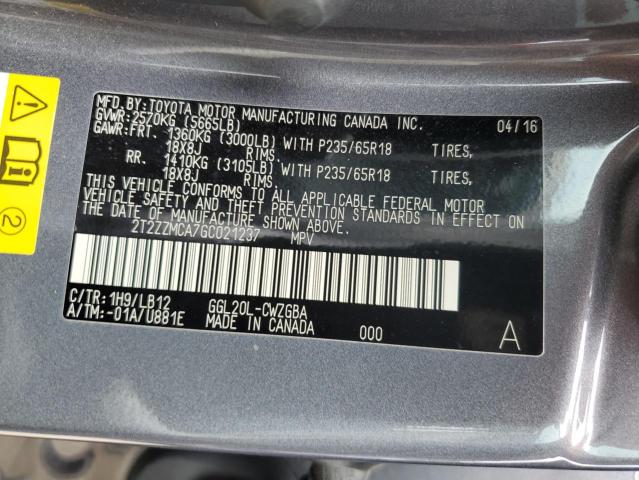 MFD.BY:TOYOTA MOTOR MANUFACTURING CANADA INC. 04/16
GVWR:2570KG (5665LB)
GAWR:FRT. 1360KG (3000LB) WITH P235/65R18 TIRES,
18X8J RIMS.
RR. 1410KG (3105LB) WITH P235/65R18 TIRES,
18X8J RIMS.
THIS VEHICLE CONFORMS TO ALL APPLICABLE FEDERAL MOTOR
VEHICLE SAFETY AND THEFT PREVENTION STANDARDS IN EFFECT ON
THE DATE OF MANUFACTURE SHOWN ABOVE.
2T2ZZMCA7GC021237 MPV
C/TR: 1H9/LB12 GGL20L-CWZGBA
A/TM:-01A/U881E MADE IN CANADA 000 A
2